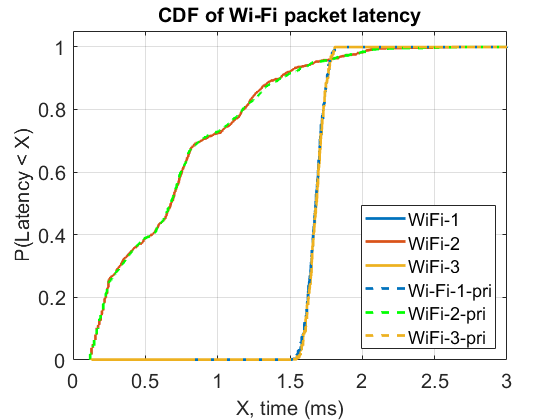 CDF of Wi-Fi packet latency
1
0.8
0.6
0.4
0.2
0
P(Latency < X)
0
0.5
1
1.5
2
2.5
3
X, time (ms)
WiFi-1
WiFi-2
WiFi-3
Wi-Fi-1-pri
WiFi-2-pri
WiFi-3-pri